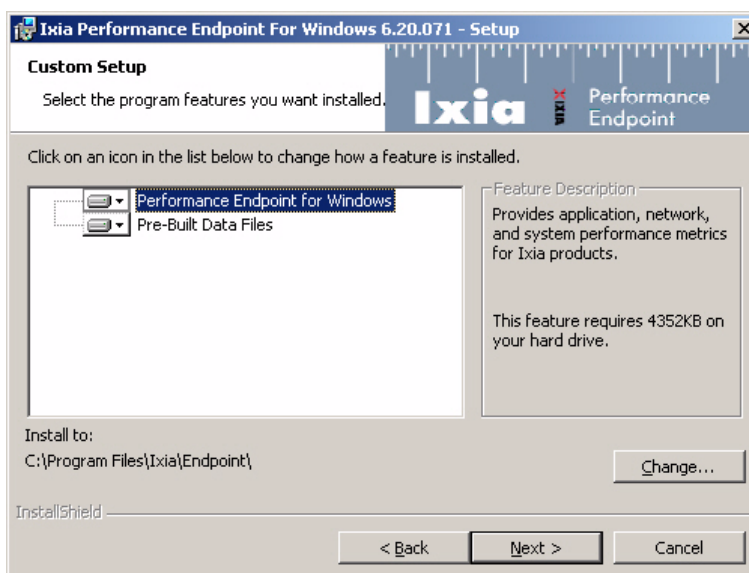 Ixia Performance Endpoint For Windows 6.20.071 - Setup
Custom Setup
Select the program features you want installed.
Ixia
IXIA
Performance
Endpoint
Click on an icon in the list below to change how a feature is installed.
Performance Endpoint for Windows
Pre-Built Data Files
Feature Description
Provides application, network,
and system performance metrics
for Ixia products.
This feature requires 4352KB on
your hard drive.
Install to:
C:\Program Files\Ixia\Endpoint\
Change...
InstallShield
< Back
Next >
Cancel